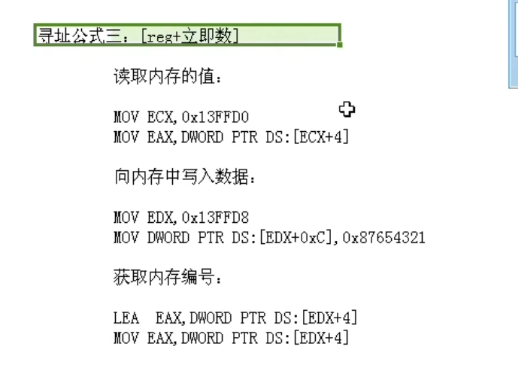 寻址公式三：[reg+立即数]
读取内存的值：
MOV ECX,0x13FFD0
MOV EAX,DWORD PTR DS:[ECX+4]
向内存中写入数据：
MOV EDX,0x13FFD8
MOV DWORD PTR DS:[EDX+0xC],0x87654321
获取内存编号：
LEA  EAX,DWORD PTR DS:[EDX+4]
MOV EAX,DWORD PTR DS:[EDX+4]